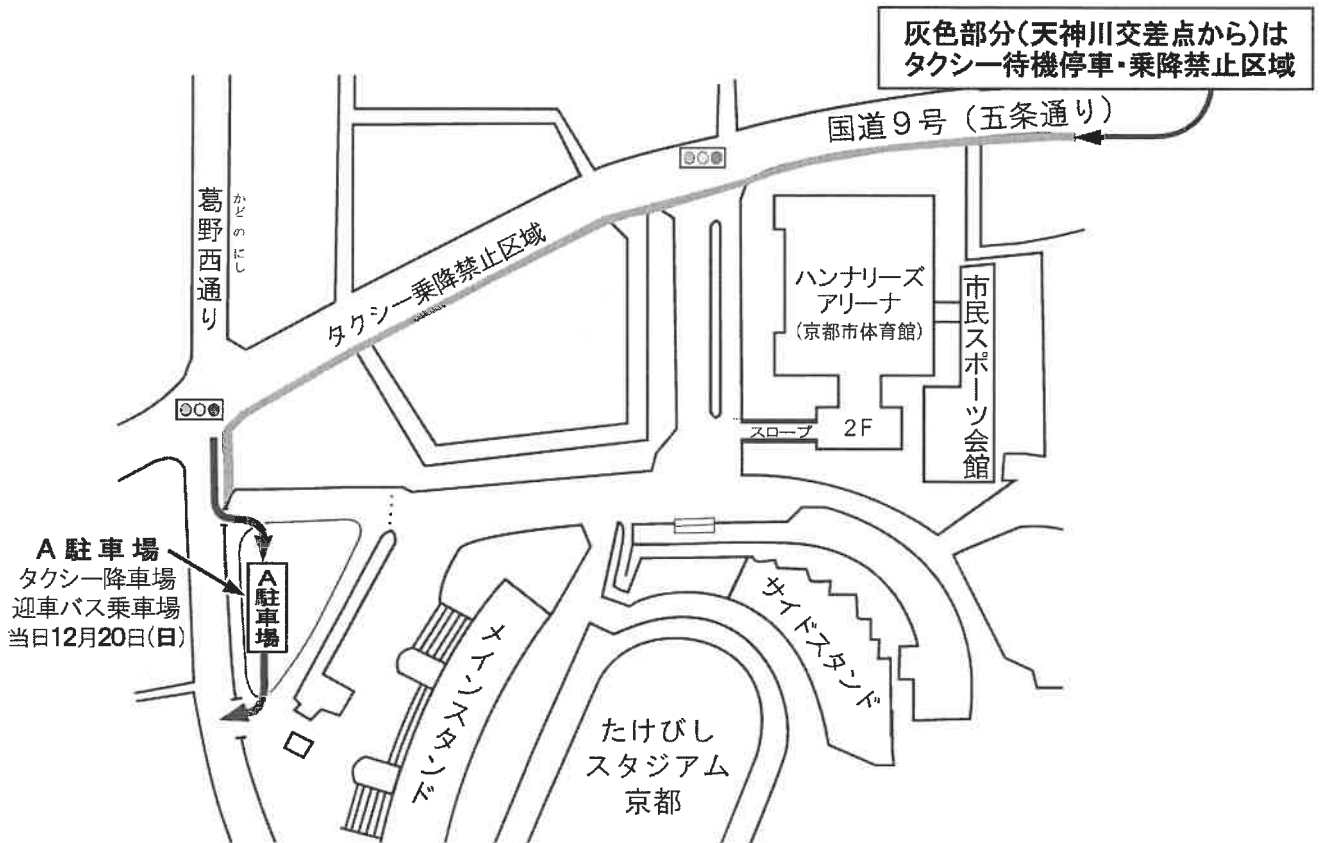 灰色部分(天神川交差点から)は
タクシー待機停車・乗降禁止区域
国道9号(五条通り)
葛野西通り
かどのにし
タクシー乗降禁止区域
ハンナリーズ
アリーナ
(京都市体育館)
市民スポーツ会館
スロープ
2F
A駐車場
タクシー降車場
迎車バス乗車場
当日12月20日(日)
A駐車場
メインスタンド
サイドスタンド
たけびし
スタジアム
京都